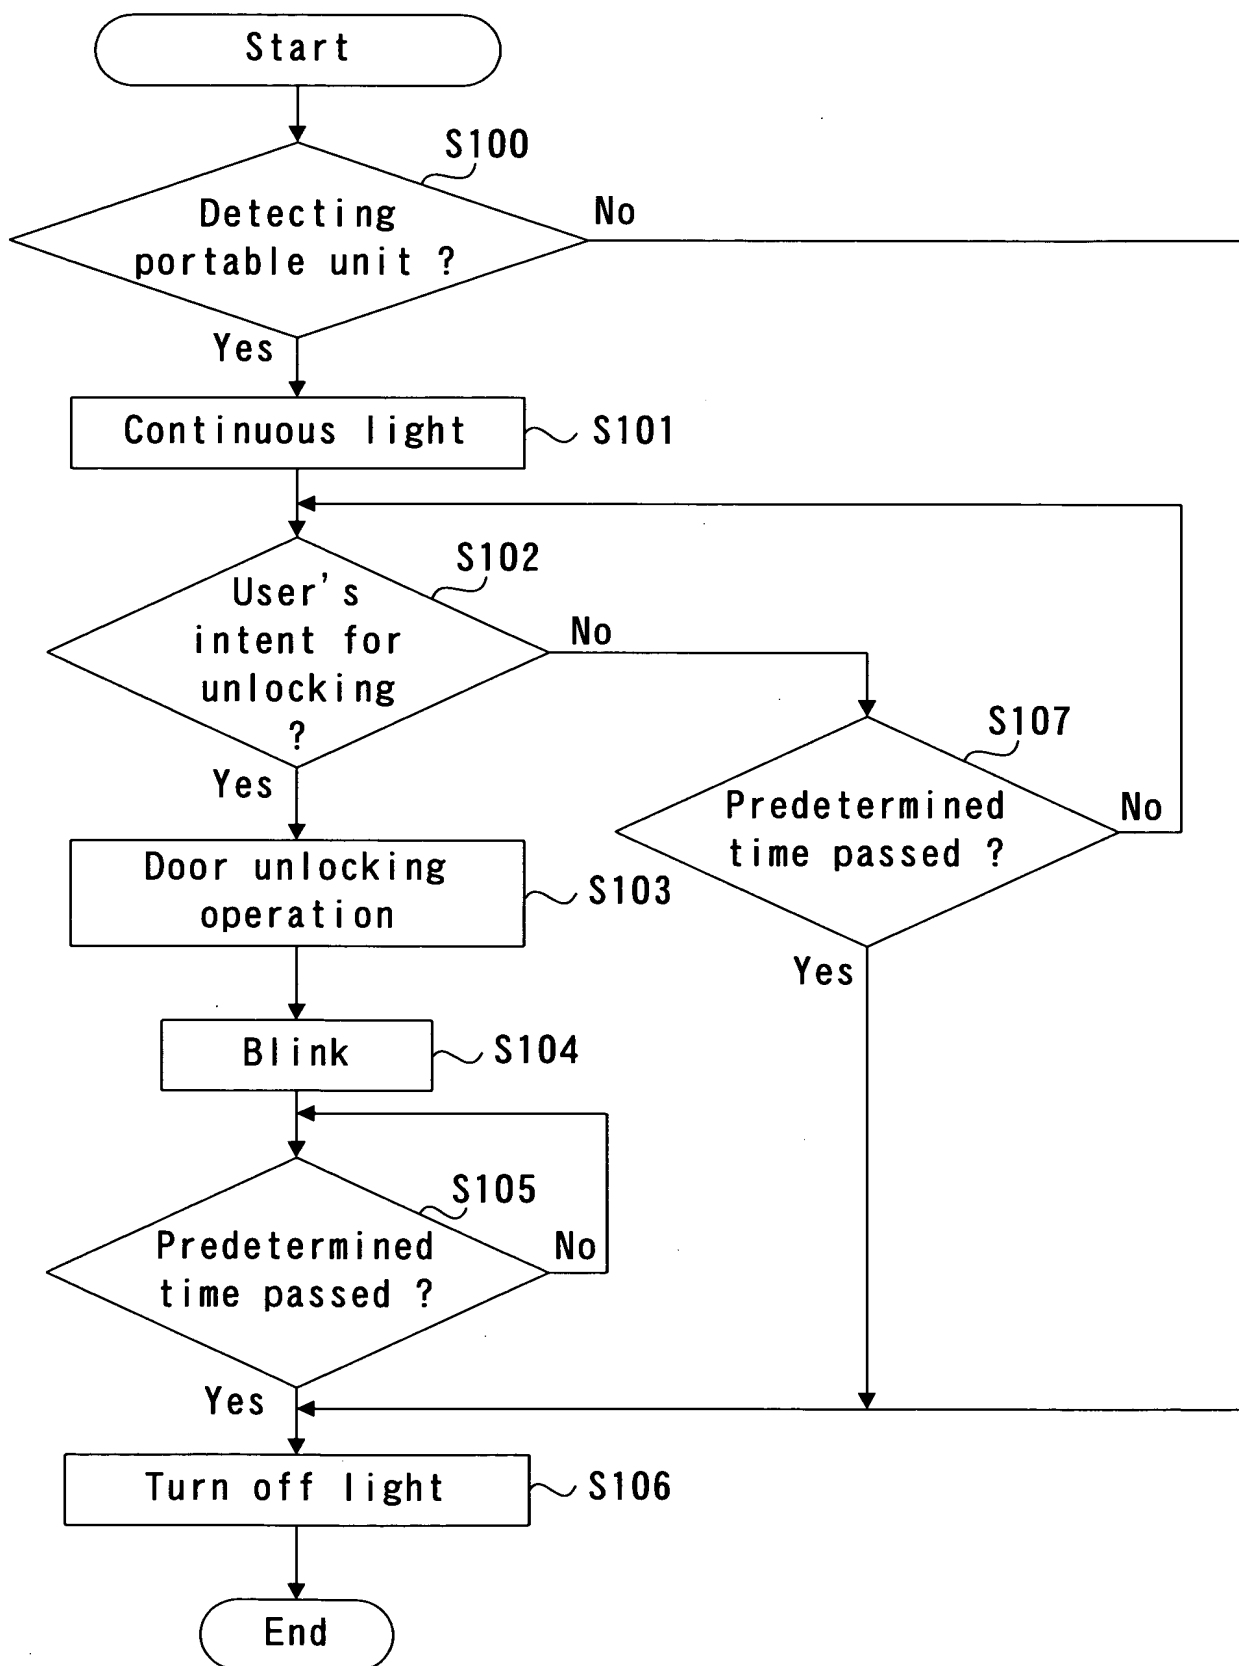 Start
S100
Detecting
portable unit ?
No
Yes
Continuous light
S101
S102
User's
intent for
unlocking
?
No
Yes
S107
Predetermined
time passed ?
No
Yes
Door unlocking
operation
S103
Blink
S104
S105
Predetermined
time passed ?
No
Yes
Turn off light
S106
End